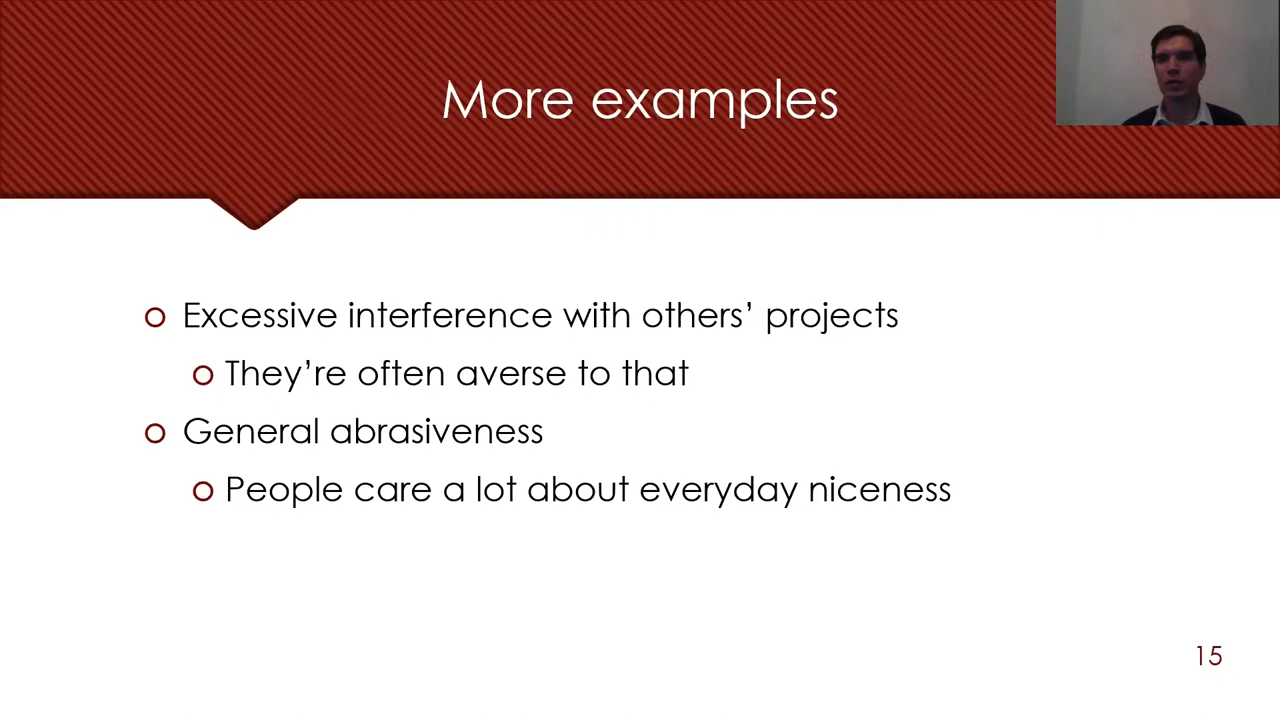 More examples
Excessive interference with others’ projects
They’re often averse to that
General abrasiveness
People care a lot about everyday niceness
15